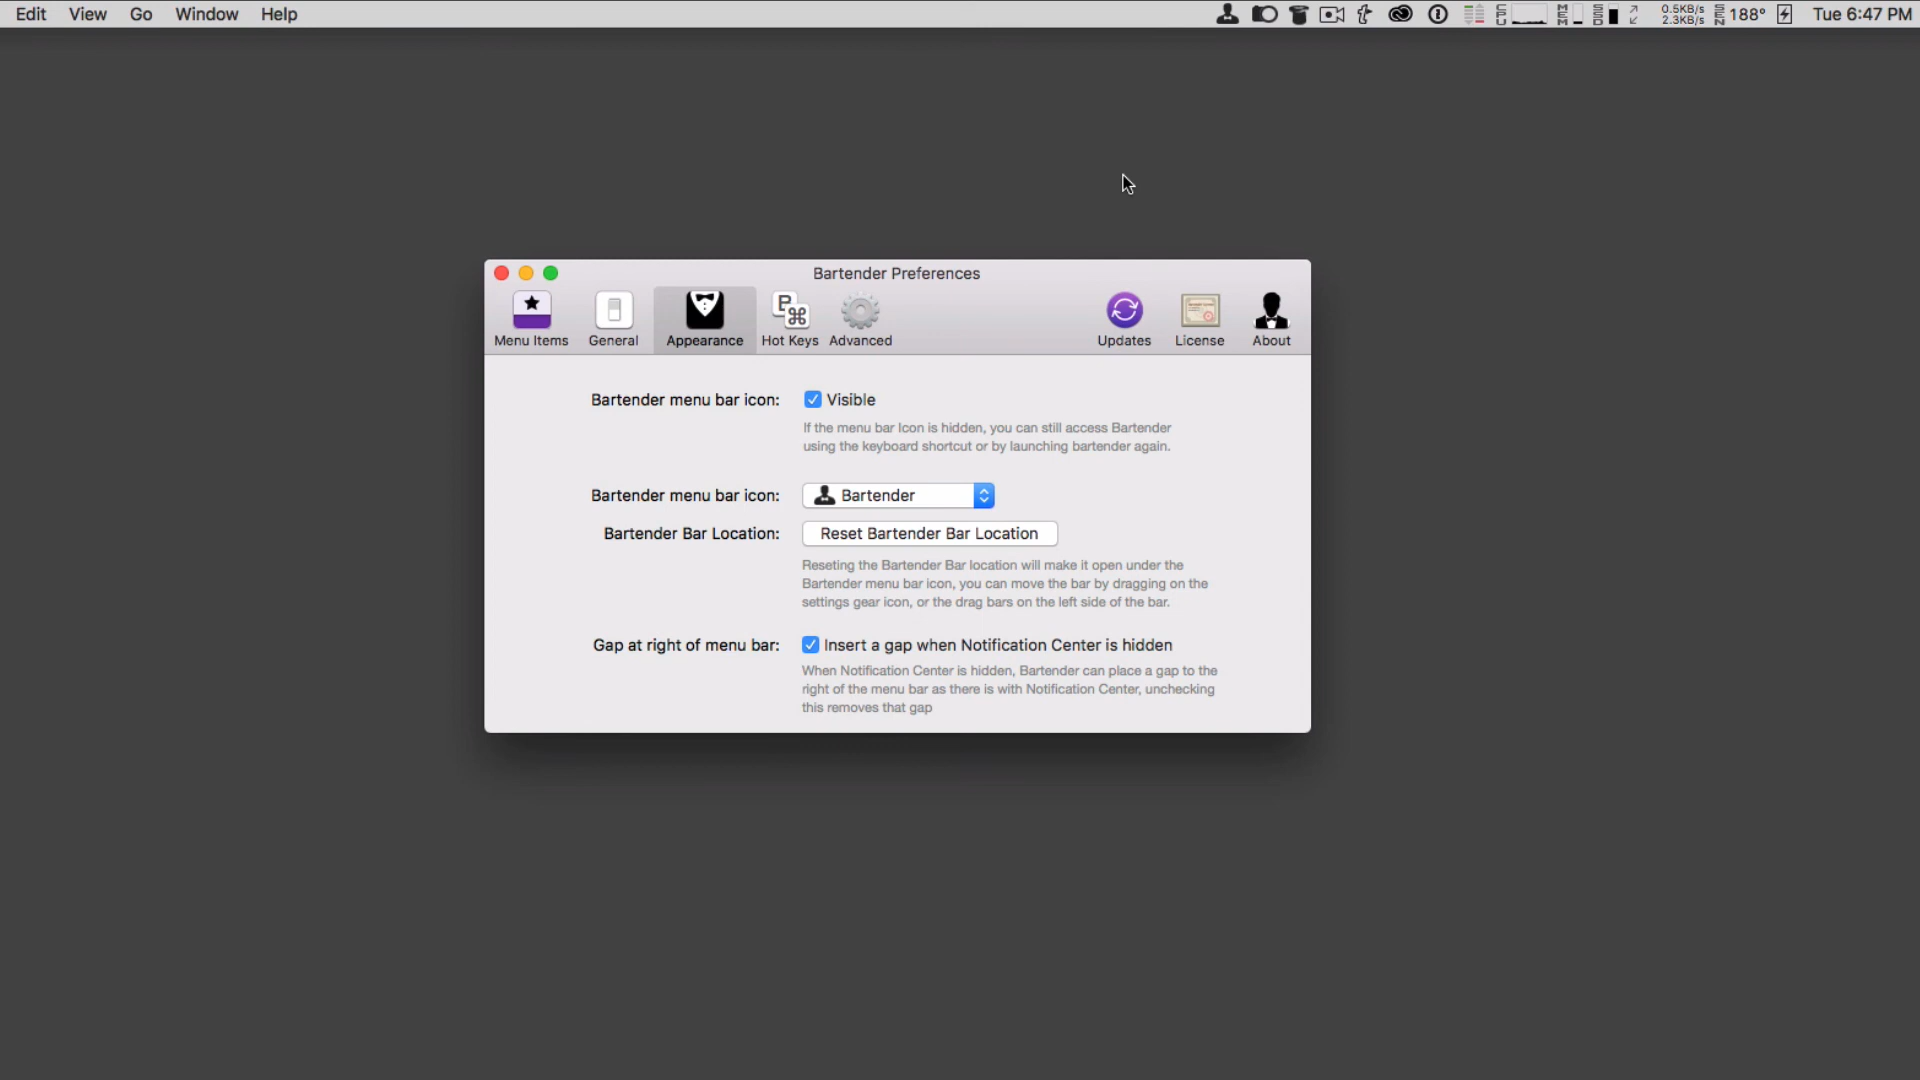 Edit View Go Window Help 0.5KB/s 2.3KB/s 188° Tue 6:47 PM
CPU MEM SSD SEN
Bartender Preferences
Menu Items General Appearance Hot Keys Advanced Updates License About
Bartender menu bar icon: Visible
If the menu bar Icon is hidden, you can still access Bartender
using the keyboard shortcut or by launching bartender again.
Bartender menu bar icon: Bartender
Bartender Bar Location: Reset Bartender Bar Location
Reseting the Bartender Bar location will make it open under the
Bartender menu bar icon, you can move the bar by dragging on the
settings gear icon, or the drag bars on the left side of the bar.
Gap at right of menu bar: Insert a gap when Notification Center is hidden
When Notification Center is hidden, Bartender can place a gap to the
right of the menu bar as there is with Notification Center, unchecking
this removes that gap